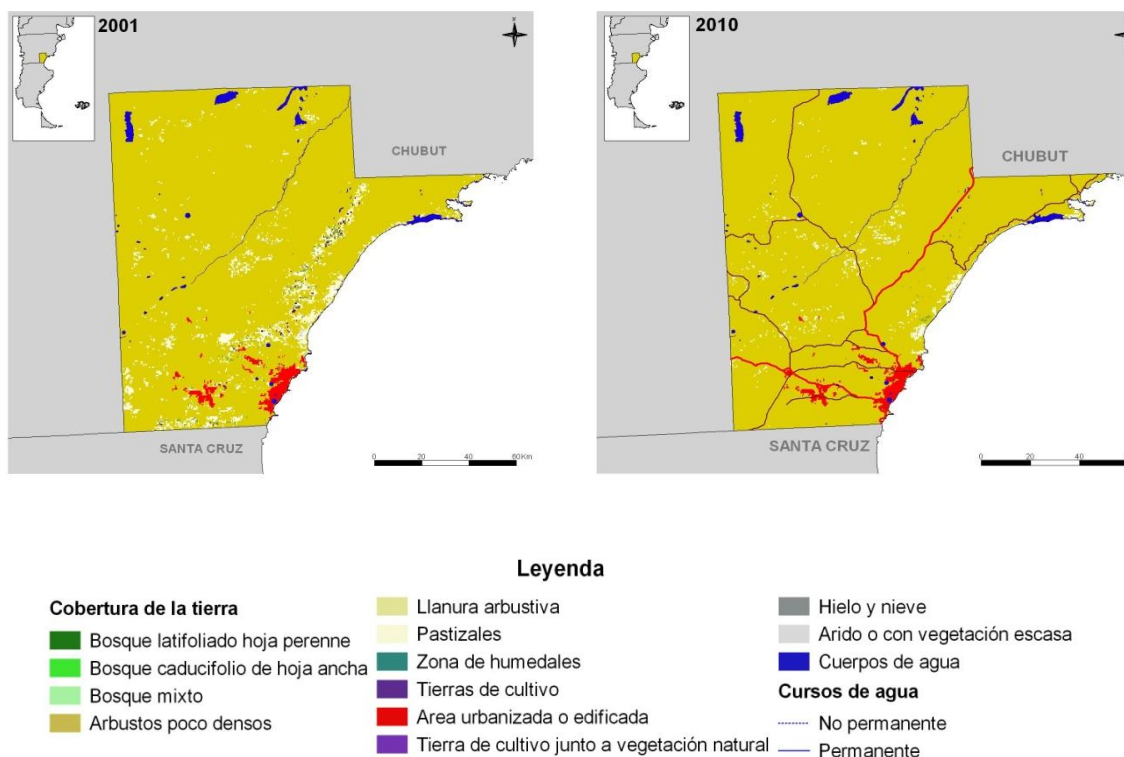 2001
CHUBUT
SANTA CRUZ
0 20 40 60Km
2010
CHUBUT
SANTA CRUZ
0 20 40
Leyenda
Cobertura de la tierra
Bosque latifoliado hoja perenne
Bosque caducifolio de hoja ancha
Bosque mixto
Arbustos poco densos
Llanura arbustiva
Pastizales
Zona de humedales
Tierras de cultivo
Area urbanizada o edificada
Tierra de cultivo junto a vegetación natural
Hielo y nieve
Arido o con vegetación escasa
Cuerpos de agua
Cursos de agua
No permanente
Permanente